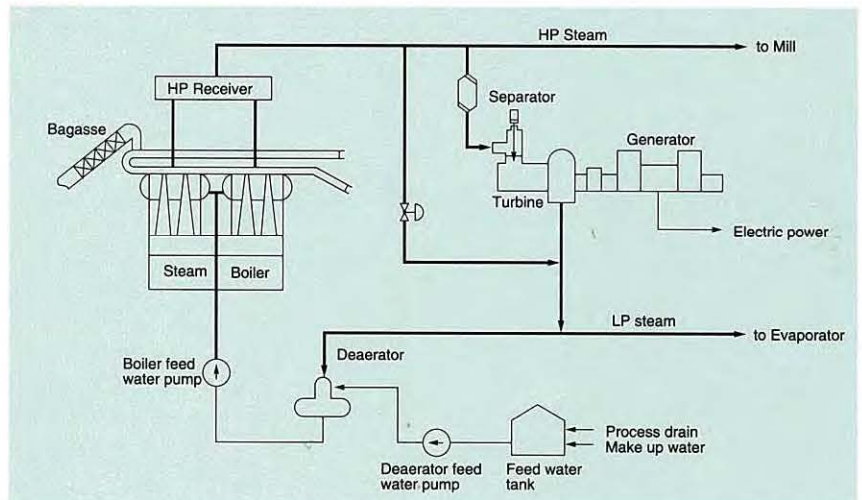 HP Steam
to Mill
HP Receiver
Separator
Bagasse
Generator
Turbine
Electric power
Steam Boiler
LP steam
to Evaporator
Boiler feed
water pump
Deaerator
Process drain
Make up water
Deaerator feed
water pump
Feed water
tank